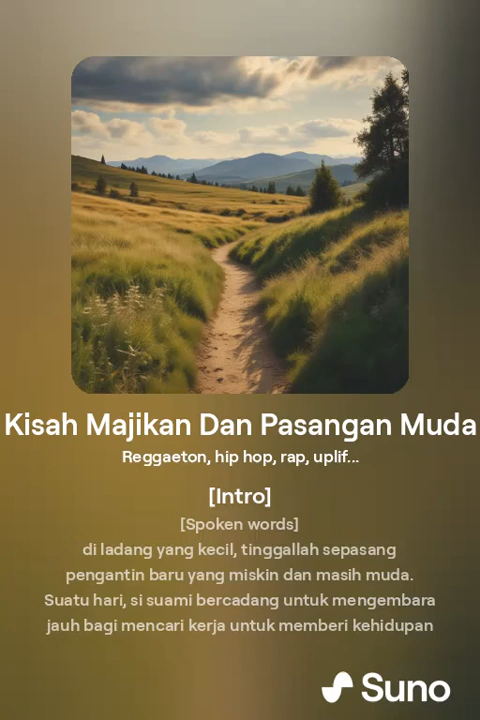 Kisah Majikan Dan Pasangan Muda
Reggaeton, hip hop, rap, uplif...
[Intro]
[Spoken words]
di ladang yang kecil, tinggallah sepasang
pengantin baru yang miskin dan masih muda.
Suatu hari, si suami bercadang untuk mengembara
jauh bagi mencari kerja untuk memberi kehidupan
Suno